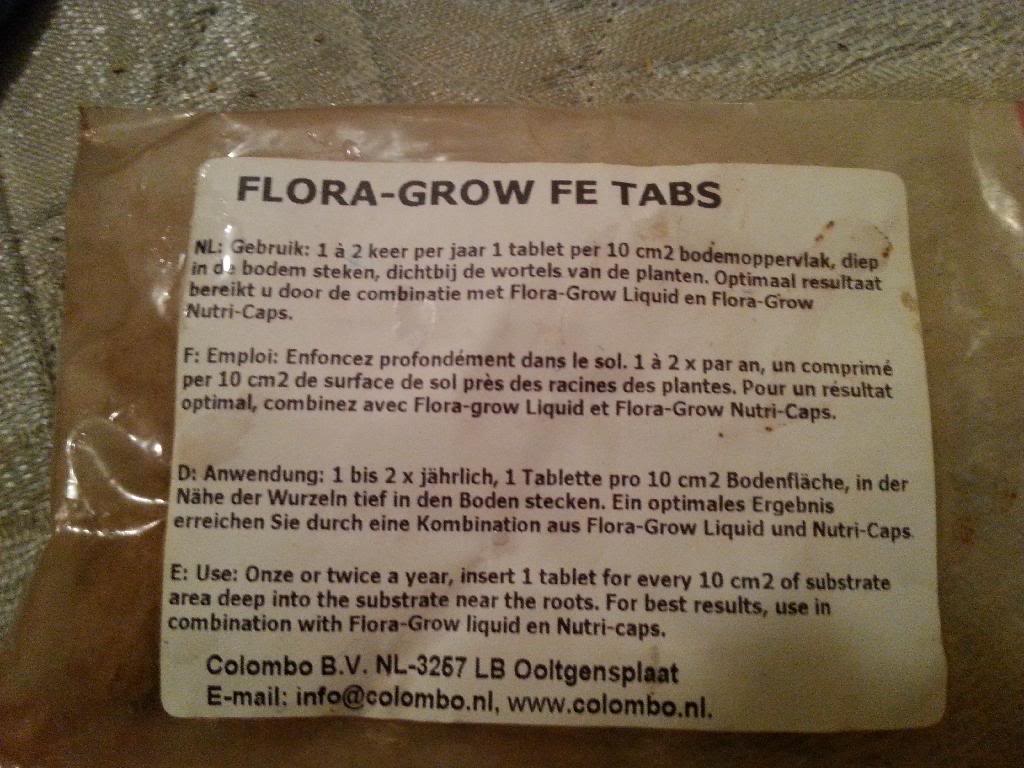 FLORA-GROW FE TABS
NL: Gebruik: 1 à 2 keer per jaar 1 tablet per 10 cm2 bodemoppervlak, diep
in de bodem steken, dichtbij de wortels van de planten. Optimaal resultaat
bereikt u door de combinatie met Flora-Grow Liquid en Flora-Grow
Nutri-Caps.
F: Emploi: Enfoncez profondément dans le sol. 1 à 2 x par an, un comprimé
per 10 cm2 de surface de sol près des racines des plantes. Pour un résultat
optimal, combinez avec Flora-grow Liquid et Flora-Grow Nutri-Caps.
D: Anwendung: 1 bis 2 x jährlich, 1 Tablette pro 10 cm2 Bodenfläche, in der
Nähe der Wurzeln tief in den Boden stecken. Ein optimales Ergebnis
erreichen Sie durch eine Kombination aus Flora-Grow Liquid und Nutri-Caps
E: Use: Onze or twice a year, insert 1 tablet for every 10 cm2 of substrate
area deep into the substrate near the roots. For best results, use in
combination with Flora-Grow liquid en Nutri-caps.
Colombo B.V. NL-3257 LB Ooltgensplaat
E-mail: info@colombo.nl, www.colombo.nl.